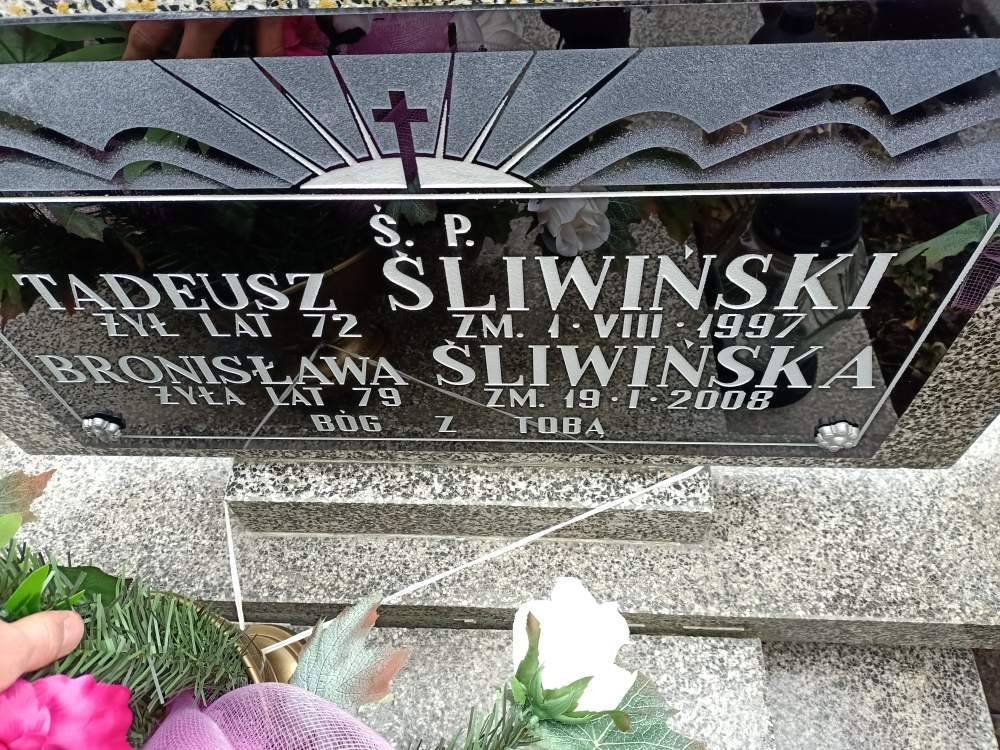 Ś. P.
TADEUSZ ŚLIWIŃSKI
ŻYŁ LAT 72 ZM. 1 · VIII · 1997
BRONISŁAWA ŚLIWIŃSKA
ŻYŁA LAT 79 ZM. 19 · I · 2008
BÓG Z TOBĄ